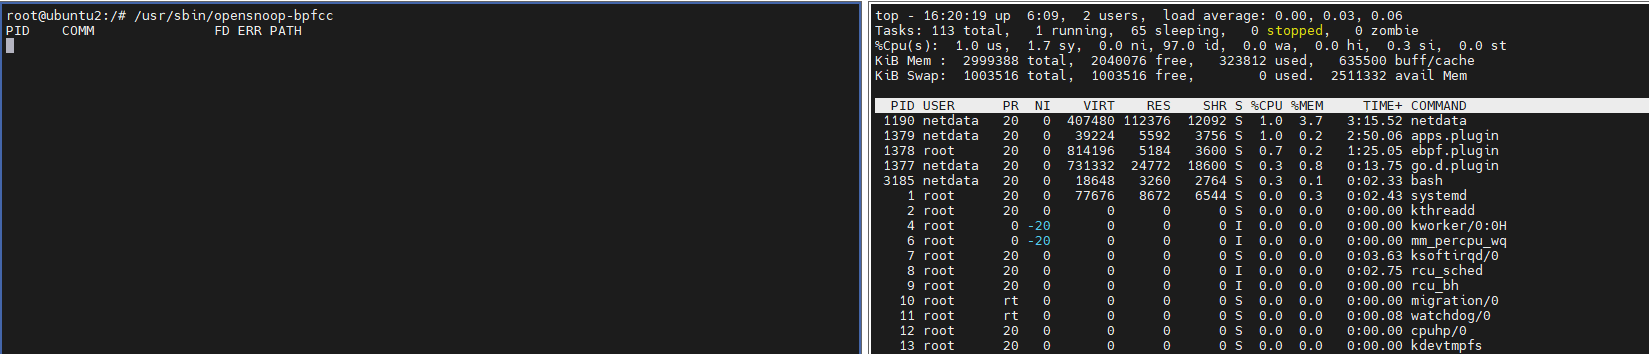 root@ubuntu2:/# /usr/sbin/opensnoop-bpfcc
PID    COMM               FD ERR PATH
top - 16:20:19 up  6:09,  2 users,  load average: 0.00, 0.03, 0.06
Tasks: 113 total,   1 running,  65 sleeping,   0 stopped,   0 zombie
%Cpu(s):  1.0 us,  1.7 sy,  0.0 ni, 97.0 id,  0.0 wa,  0.0 hi,  0.3 si,  0.0 st
KiB Mem :  2999388 total,  2040076 free,   323812 used,   635500 buff/cache
KiB Swap:  1003516 total,  1003516 free,        0 used.  2511332 avail Mem
  PID USER      PR  NI    VIRT    RES    SHR S %CPU %MEM     TIME+ COMMAND
 1190 netdata   20   0  407480 112376  12092 S  1.0  3.7   3:15.52 netdata
 1379 netdata   20   0   39224   5592   3756 S  1.0  0.2   2:50.06 apps.plugin
 1378 root      20   0  814196   5184   3600 S  0.7  0.2   1:25.05 ebpf.plugin
 1377 netdata   20   0  731332  24772  18600 S  0.3  0.8   0:13.75 go.d.plugin
 3185 netdata   20   0   18648   3260   2764 S  0.3  0.1   0:02.33 bash
    1 root      20   0   77676   8672   6544 S  0.0  0.3   0:02.43 systemd
    2 root      20   0       0      0      0 S  0.0  0.0   0:00.00 kthreadd
    4 root       0 -20       0      0      0 I  0.0  0.0   0:00.00 kworker/0:0H
    6 root       0 -20       0      0      0 I  0.0  0.0   0:00.00 mm_percpu_wq
    7 root      20   0       0      0      0 S  0.0  0.0   0:03.63 ksoftirqd/0
    8 root      20   0       0      0      0 I  0.0  0.0   0:02.75 rcu_sched
    9 root      20   0       0      0      0 I  0.0  0.0   0:00.00 rcu_bh
   10 root      rt   0       0      0      0 S  0.0  0.0   0:00.00 migration/0
   11 root      rt   0       0      0      0 S  0.0  0.0   0:00.08 watchdog/0
   12 root      20   0       0      0      0 S  0.0  0.0   0:00.00 cpuhp/0
   13 root      20   0       0      0      0 S  0.0  0.0   0:00.00 kdevtmpfs